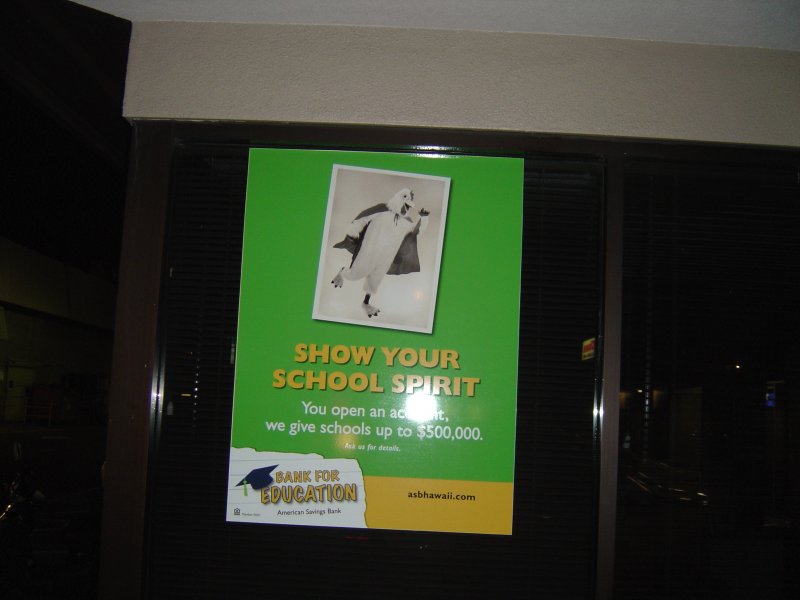 SHOW YOUR
SCHOOL SPIRIT
You open an account,
we give schools up to $500,000.
Ask us for details.
BANK FOR
EDUCATION
American Savings Bank
asbhawaii.com